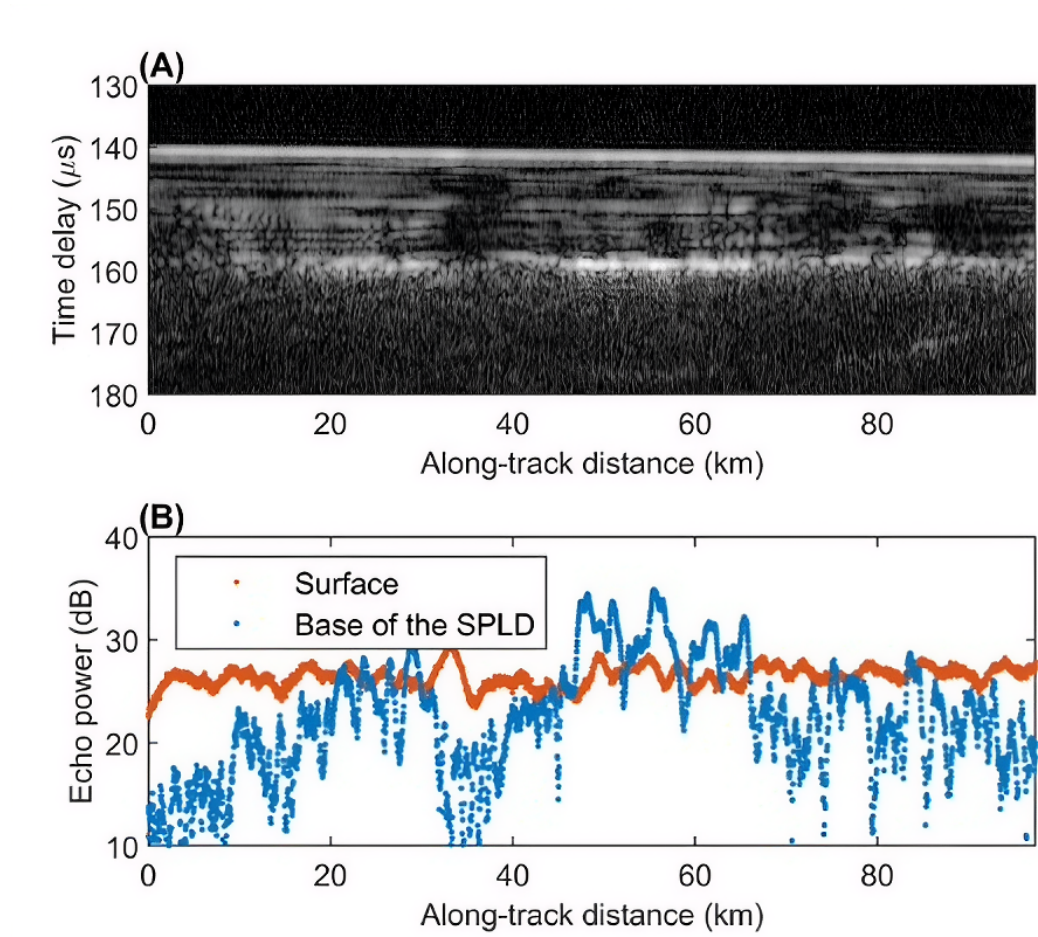 (A)
130
140
150
160
170
180
Time delay (μs)
0 20 40 60 80
Along-track distance (km)
(B)
40
30
20
10
Echo power (dB)
Surface
Base of the SPLD
0 20 40 60 80
Along-track distance (km)